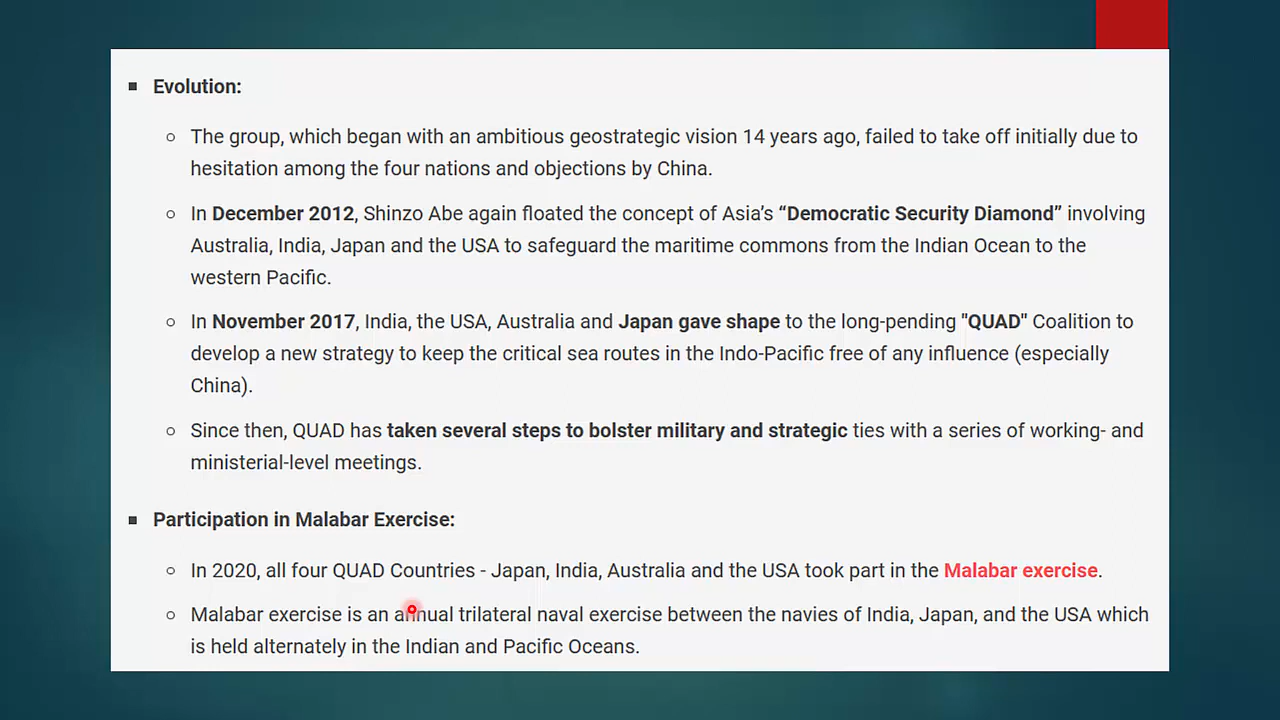 Evolution:
The group, which began with an ambitious geostrategic vision 14 years ago, failed to take off initially due to
hesitation among the four nations and objections by China.
In December 2012, Shinzo Abe again floated the concept of Asia's “Democratic Security Diamond” involving
Australia, India, Japan and the USA to safeguard the maritime commons from the Indian Ocean to the
western Pacific.
In November 2017, India, the USA, Australia and Japan gave shape to the long-pending "QUAD" Coalition to
develop a new strategy to keep the critical sea routes in the Indo-Pacific free of any influence (especially
China).
Since then, QUAD has taken several steps to bolster military and strategic ties with a series of working- and
ministerial-level meetings.
Participation in Malabar Exercise:
In 2020, all four QUAD Countries - Japan, India, Australia and the USA took part in the Malabar exercise.
Malabar exercise is an annual trilateral naval exercise between the navies of India, Japan, and the USA which
is held alternately in the Indian and Pacific Oceans.